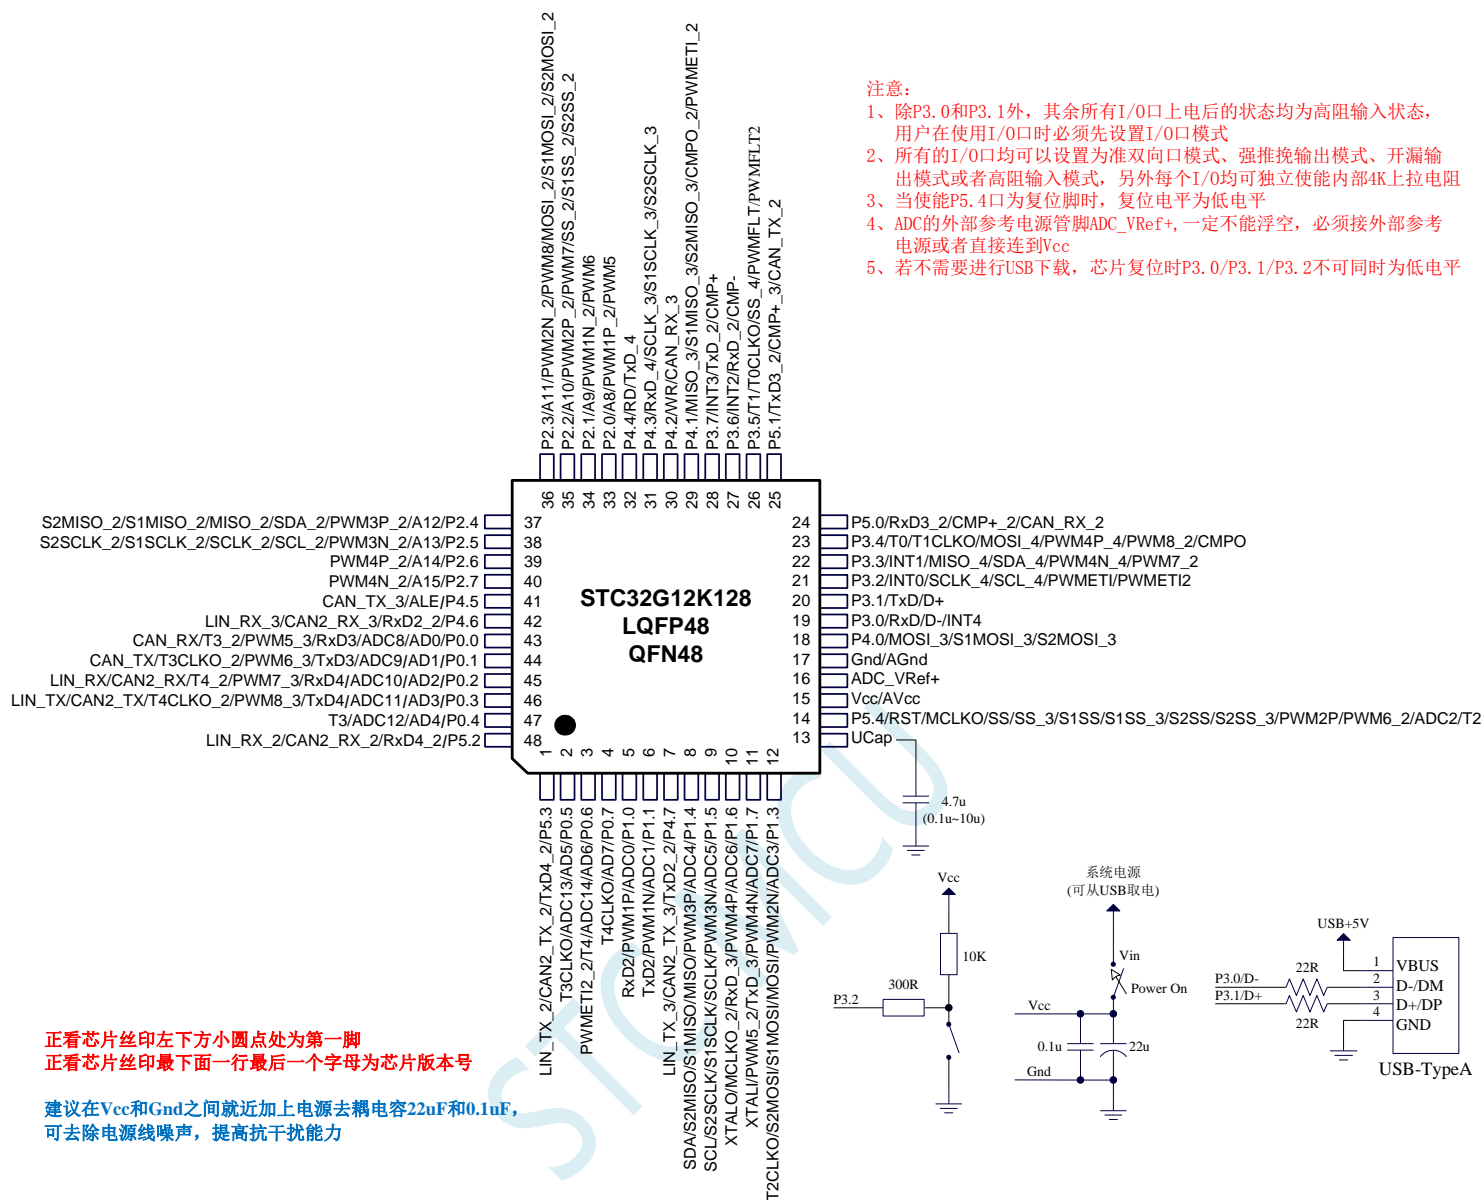 P2.3/A11/PWM2N_2/PWM8/MOSI_2/S1MOSI_2/S2MOSI_2
P2.2/A10/PWM2P_2/PWM7/SS_2/S1SS_2/S2SS_2
P2.1/A9/PWM1N_2/PWM6
P2.0/A8/PWM1P_2/PWM5
P4.4/RD/TxD_4
P4.3/RxD_4/SCLK_3/S1SCLK_3/S2SCLK_3
P4.2/WR/CAN_RX_3
P4.1/MISO_3/S1MISO_3/S2MISO_3/CMPO_2/PWMETI_2
P3.7/INT3/TxD_2/CMP+
P3.6/INT2/RxD_2/CMP-
P3.5/T1/T0CLKO/SS_4/PWMFLT/PWMFLT2
P5.1/TxD3_2/CMP+_3/CAN_TX_2
注意:
1、除P3.0和P3.1外,其余所有I/O口上电后的状态均为高阻输入状态,
用户在使用I/O口时必须先设置I/O口模式
2、所有的I/O口均可以设置为准双向口模式、强推挽输出模式、开漏输
出模式或者高阻输入模式,另外每个I/O均可独立使能内部4K上拉电阻
3、当使能P5.4口为复位脚时,复位电平为低电平
4、ADC的外部参考电源管脚ADC_VRef+,一定不能浮空,必须接外部参考
电源或者直接连到Vcc
5、若不需要进行USB下载,芯片复位时P3.0/P3.1/P3.2不可同时为低电平
36 35 34 33 32 31 30 29 28 27 26 25
S2MISO_2/S1MISO_2/MISO_2/SDA_2/PWM3P_2/A12/P2.4 37
S2SCLK_2/S1SCLK_2/SCLK_2/SCL_2/PWM3N_2/A13/P2.5 38
PWM4P_2/A14/P2.6 39
PWM4N_2/A15/P2.7 40
CAN_TX_3/ALE/P4.5 41
LIN_RX_3/CAN2_RX_3/RxD2_2/P4.6 42
CAN_RX/T3_2/PWM5_3/RxD3/ADC8/AD0/P0.0 43
CAN_TX/T3CLKO_2/PWM6_3/TxD3/ADC9/AD1/P0.1 44
LIN_RX/CAN2_RX/T4_2/PWM7_3/RxD4/ADC10/AD2/P0.2 45
LIN_TX/CAN2_TX/T4CLKO_2/PWM8_3/TxD4/ADC11/AD3/P0.3 46
T3/ADC12/AD4/P0.4 47
LIN_RX_2/CAN2_RX_2/RxD4_2/P5.2 48
STC32G12K128
LQFP48
QFN48
24 P5.0/RxD3_2/CMP+_2/CAN_RX_2
23 P3.4/T0/T1CLKO/MOSI_4/PWM4P_4/PWM8_2/CMPO
22 P3.3/INT1/MISO_4/SDA_4/PWM4N_4/PWM7_2
21 P3.2/INT0/SCLK_4/SCL_4/PWMETI/PWMETI2
20 P3.1/TxD/D+
19 P3.0/RxD/D-/INT4
18 P4.0/MOSI_3/S1MOSI_3/S2MOSI_3
17 Gnd/AGnd
16 ADC_VRef+
15 Vcc/AVcc
14 P5.4/RST/MCLKO/SS/SS_3/S1SS/S1SS_3/S2SS/S2SS_3/PWM2P/PWM6_2/ADC2/T2
13 UCap
1 2 3 4 5 6 7 8 9 10 11 12
LIN_TX_2/CAN2_TX_2/TxD4_2/P5.3
T3CLKO/ADC13/AD5/P0.5
PWMETI2_2/T4/ADC14/AD6/P0.6
T4CLKO/AD7/P0.7
RxD2/PWM1P/ADC0/P1.0
TxD2/PWM1N/ADC1/P1.1
LIN_TX_3/CAN2_TX_3/TxD2_2/P4.7
SDA/S2MISO/S1MISO/MISO/PWM3P/ADC4/P1.4
SCL/S2SCLK/S1SCLK/SCLK/PWM3N/ADC5/P1.5
XTALO/MCLKO_2/RxD_3/PWM4P/ADC6/P1.6
XTALI/PWM5_2/TxD_3/PWM4N/ADC7/P1.7
T2CLKO/S2MOSI/S1MOSI/MOSI/PWM2N/ADC3/P1.3
4.7u
(0.1u~10u)
Vcc
10K
300R
P3.2
系统电源
(可从USB取电)
Vin
Power On
Vcc
0.1u
22u
Gnd
USB+5V
1 VBUS
P3.0/D- 22R 2 D-/DM
P3.1/D+ 22R 3 D+/DP
4 GND
USB-TypeA
STC MCU
正看芯片丝印左下方小圆点处为第一脚
正看芯片丝印最下面一行最后一个字母为芯片版本号
建议在Vcc和Gnd之间就近加上电源去耦电容22uF和0.1uF,
可去除电源线噪声,提高抗干扰能力